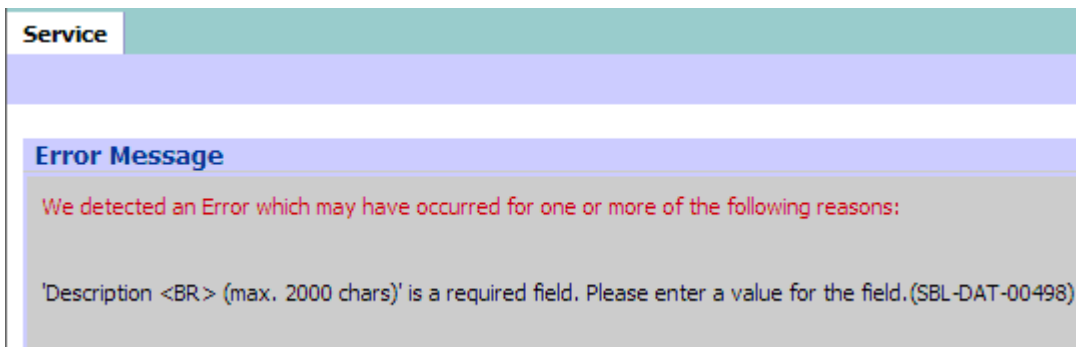 Service
Error Message
We detected an Error which may have occurred for one or more of the following reasons:
'Description <BR> (max. 2000 chars)' is a required field. Please enter a value for the field.(SBL-DAT-00498)